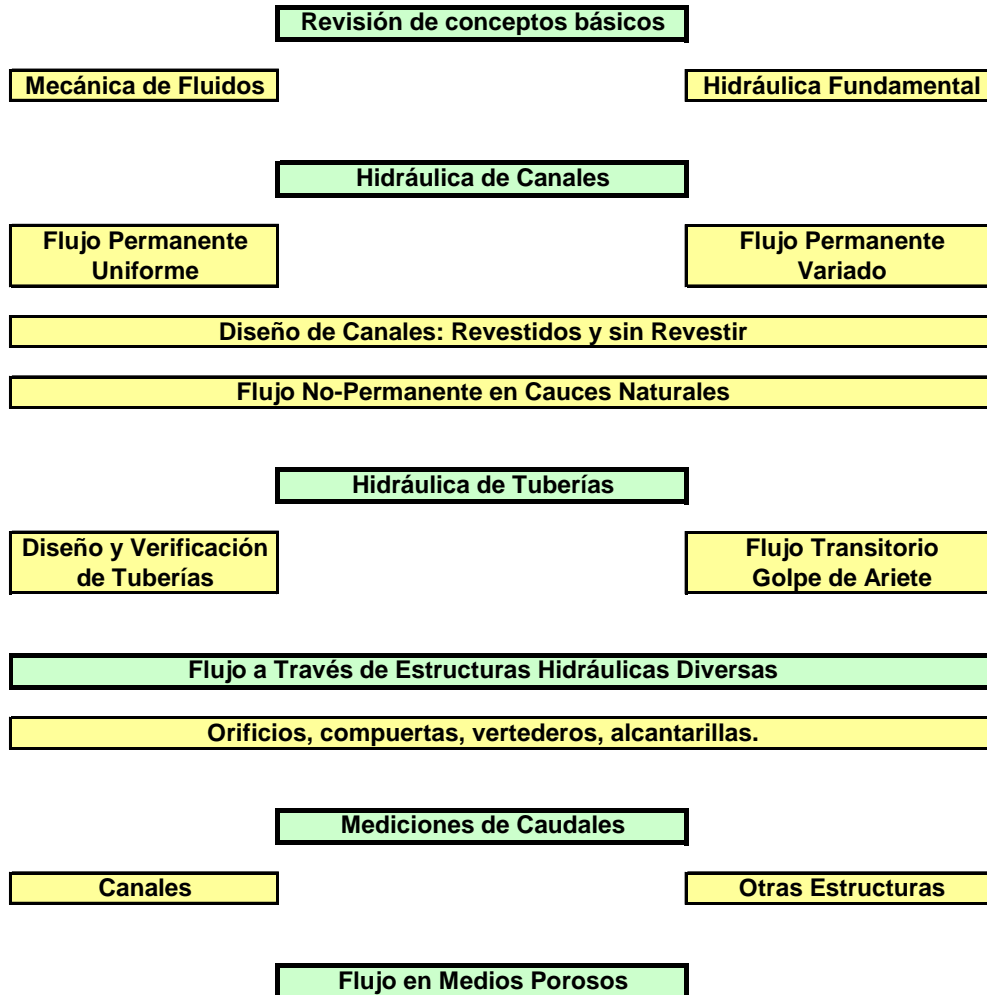 Revisión de conceptos básicos
Mecánica de Fluidos
Hidráulica Fundamental
Hidráulica de Canales
Flujo Permanente
Uniforme
Flujo Permanente
Variado
Diseño de Canales: Revestidos y sin Revestir
Flujo No-Permanente en Cauces Naturales
Hidráulica de Tuberías
Diseño y Verificación
de Tuberías
Flujo Transitorio
Golpe de Ariete
Flujo a Través de Estructuras Hidráulicas Diversas
Orificios, compuertas, vertederos, alcantarillas.
Mediciones de Caudales
Canales
Otras Estructuras
Flujo en Medios Porosos